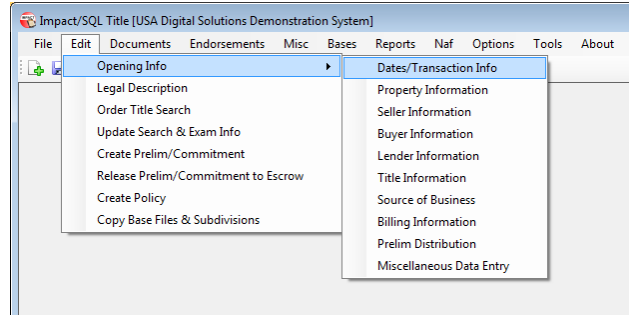 Impact/SQL Title [USA Digital Solutions Demonstration System]
File Edit Documents Endorsements Misc Bases Reports Naf Options Tools About
Opening Info
Legal Description
Order Title Search
Update Search & Exam Info
Create Prelim/Commitment
Release Prelim/Commitment to Escrow
Create Policy
Copy Base Files & Subdivisions
Dates/Transaction Info
Property Information
Seller Information
Buyer Information
Lender Information
Title Information
Source of Business
Billing Information
Prelim Distribution
Miscellaneous Data Entry